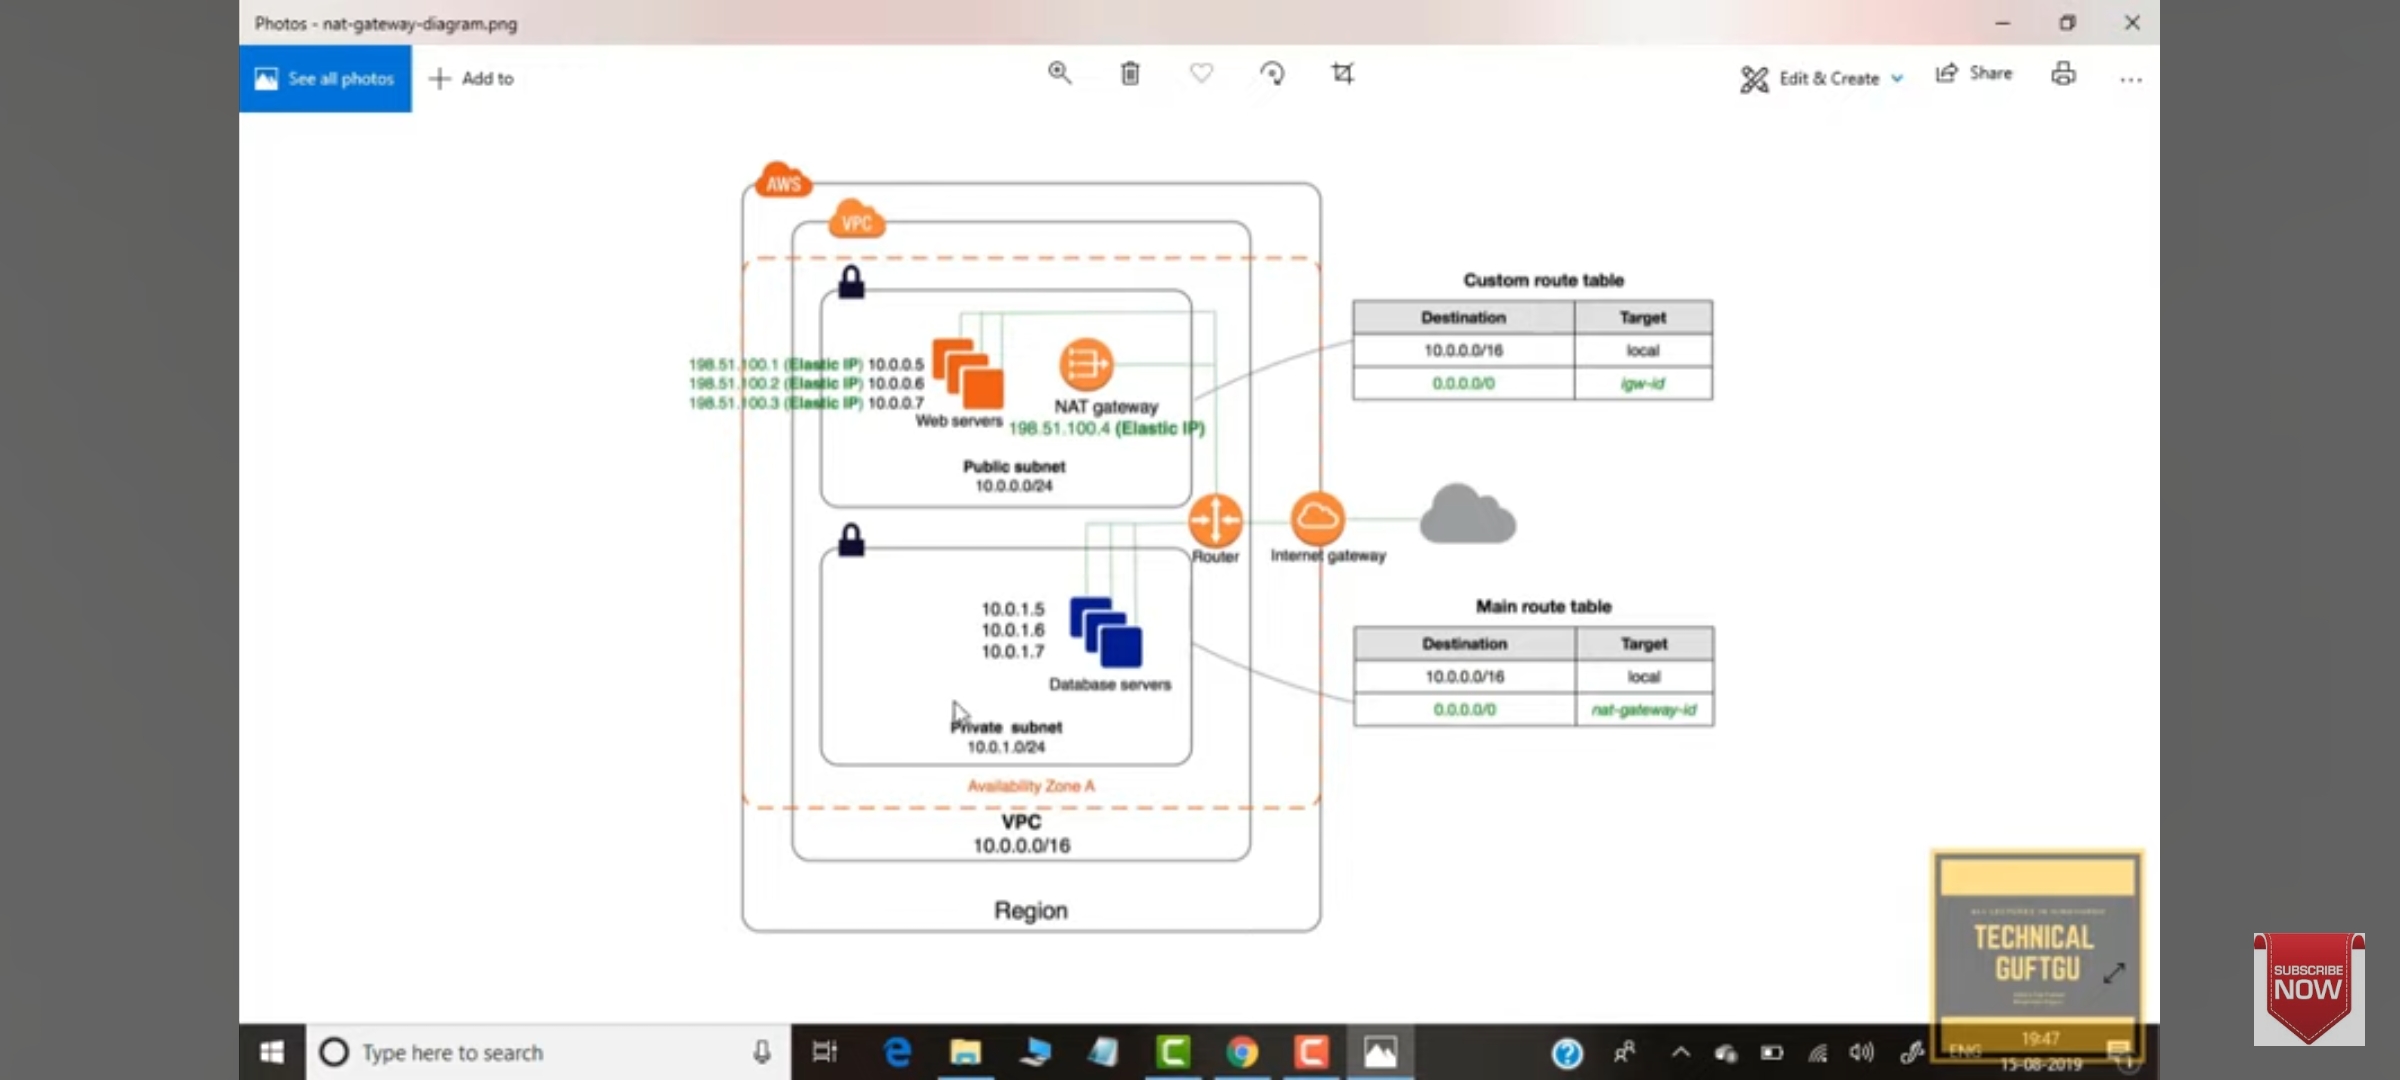 Photos - nat-gateway-diagram.png
See all photos
Add to
Edit & Create
Share
AWS
VPC
198.51.100.1 (Elastic IP) 10.0.0.5
198.51.100.2 (Elastic IP) 10.0.0.6
198.51.100.3 (Elastic IP) 10.0.0.7
Web servers
NAT gateway
198.51.100.4 (Elastic IP)
Public subnet
10.0.0.0/24
Router
Internet gateway
10.0.1.5
10.0.1.6
10.0.1.7
Database servers
Private subnet
10.0.1.0/24
Availability Zone A
VPC
10.0.0.0/16
Region
Custom route table
Destination Target
10.0.0.0/16 local
0.0.0.0/0 igw-id
Main route table
Destination Target
10.0.0.0/16 local
0.0.0.0/0 nat-gateway-id
TECHNICAL
GUFTGU
SUBSCRIBE
NOW
Type here to search
ENG
19:47
15-08-2019